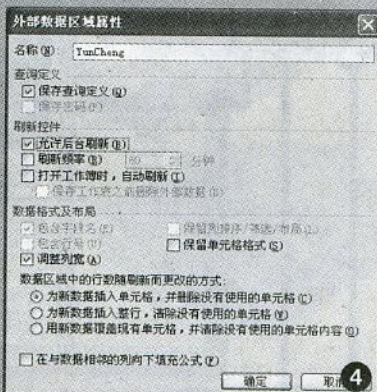 外部数据区域属性
名称(N): YunCheng
查询定义
保存查询定义(Q)
保存密码(P)
刷新控件
允许后台刷新(B)
刷新频率(R) 60 分钟
打开工作簿时，自动刷新(I)
保存工作表之前删除外部数据(D)
数据格式及布局
包含字段名(E) 保留列排序/筛选/布局(L)
包含行号(U) 保留单元格格式(S)
调整列宽(A)
数据区域中的行数随刷新而更改的方式:
为新数据插入单元格，并删除没有使用的单元格(C)
为新数据插入整行，清除没有使用的单元格(W)
用新数据覆盖现有单元格，并清除没有使用的单元格内容(O)
在与数据相邻的列向下填充公式(F)
确定 取消
4